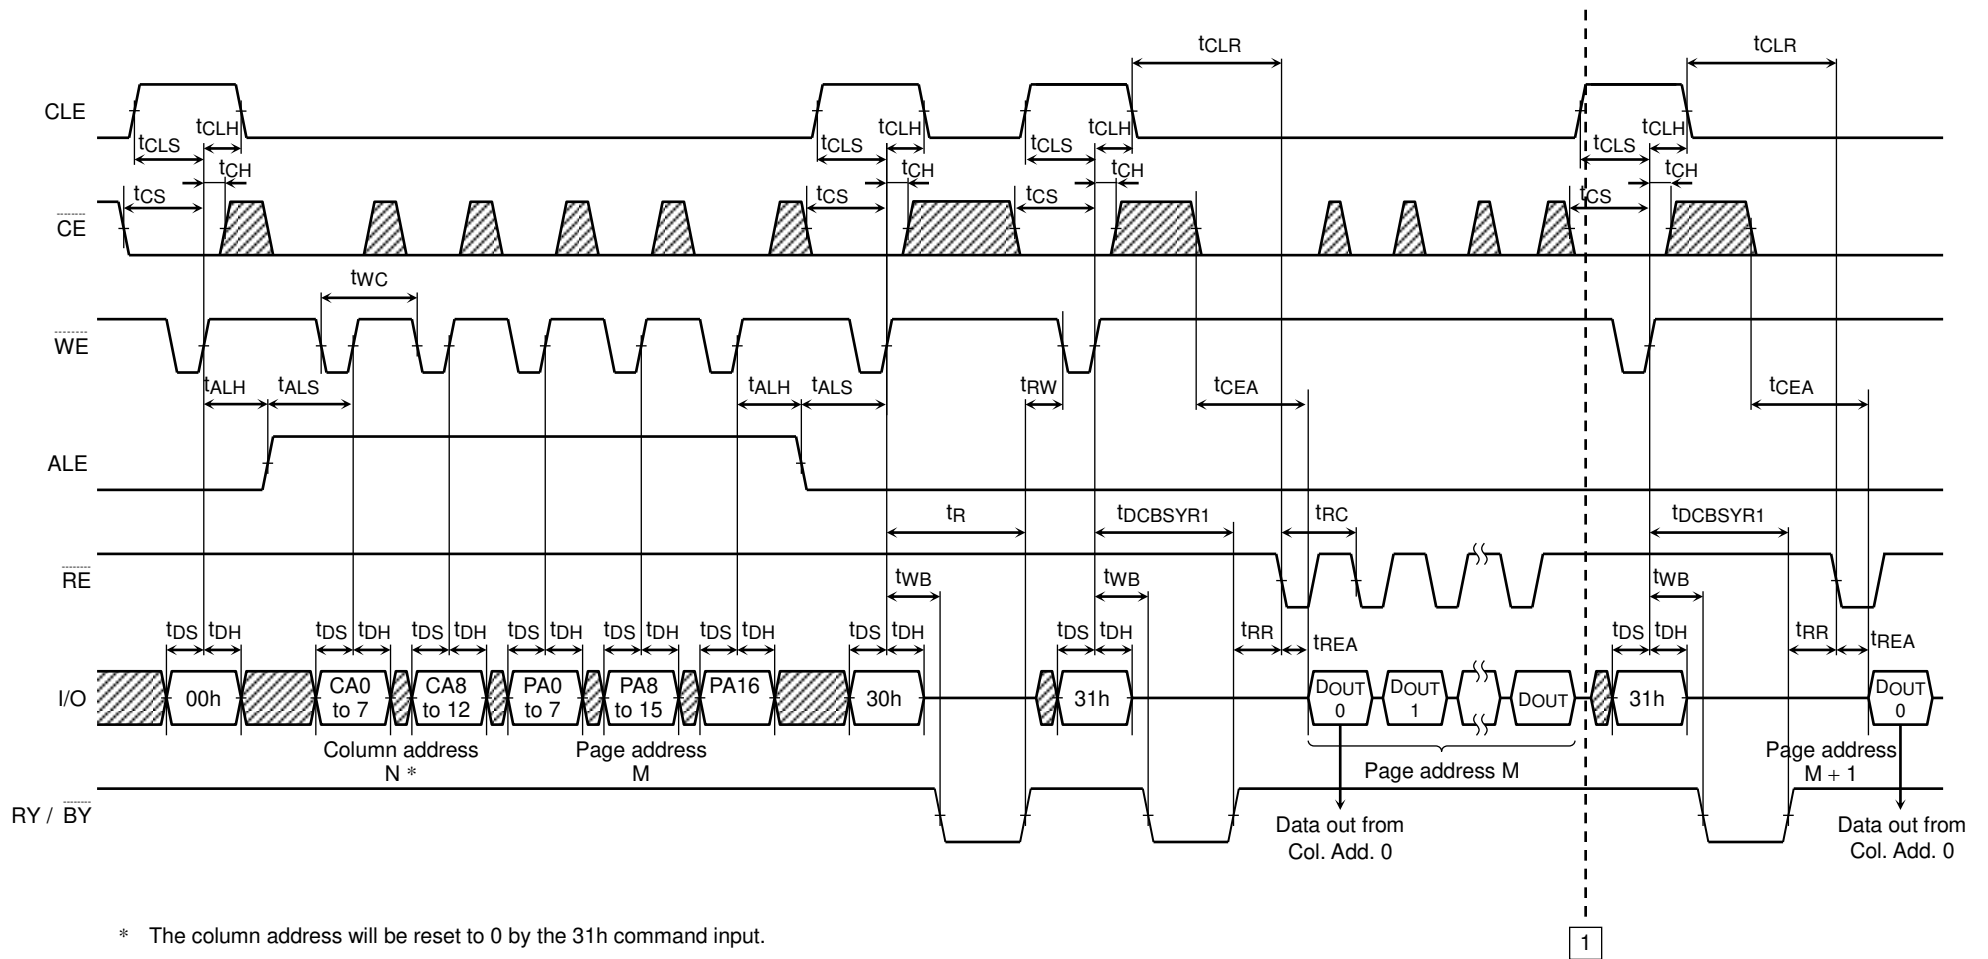 tCLR tCLR
CLE
tCLS tCLH tCLS tCLH tCLS tCLH tCLS tCLH
tCH tCH tCH tCH
tCS tCS tCS tCS
CE
tWC
WE
tALH tALS tALH tALS tRW tCEA tCEA
ALE
tR tDCBSYR1 tRC tDCBSYR1
RE
tWB tWB tWB
tDS tDH tDS tDH tDS tDH tDS tDH tDS tDH tDS tDH tDS tDH tDS tDH tRR tREA tDS tDH tRR tREA
I/O 00h CA0 to 7 CA8 to 12 PA0 to 7 PA8 to 15 PA16 30h 31h DOUT 0 DOUT 1 DOUT 31h DOUT 0
Column address N *
Page address M
Page address M
Page address M + 1
RY / BY
Data out from
Col. Add. 0
Data out from
Col. Add. 0
* The column address will be reset to 0 by the 31h command input.
1